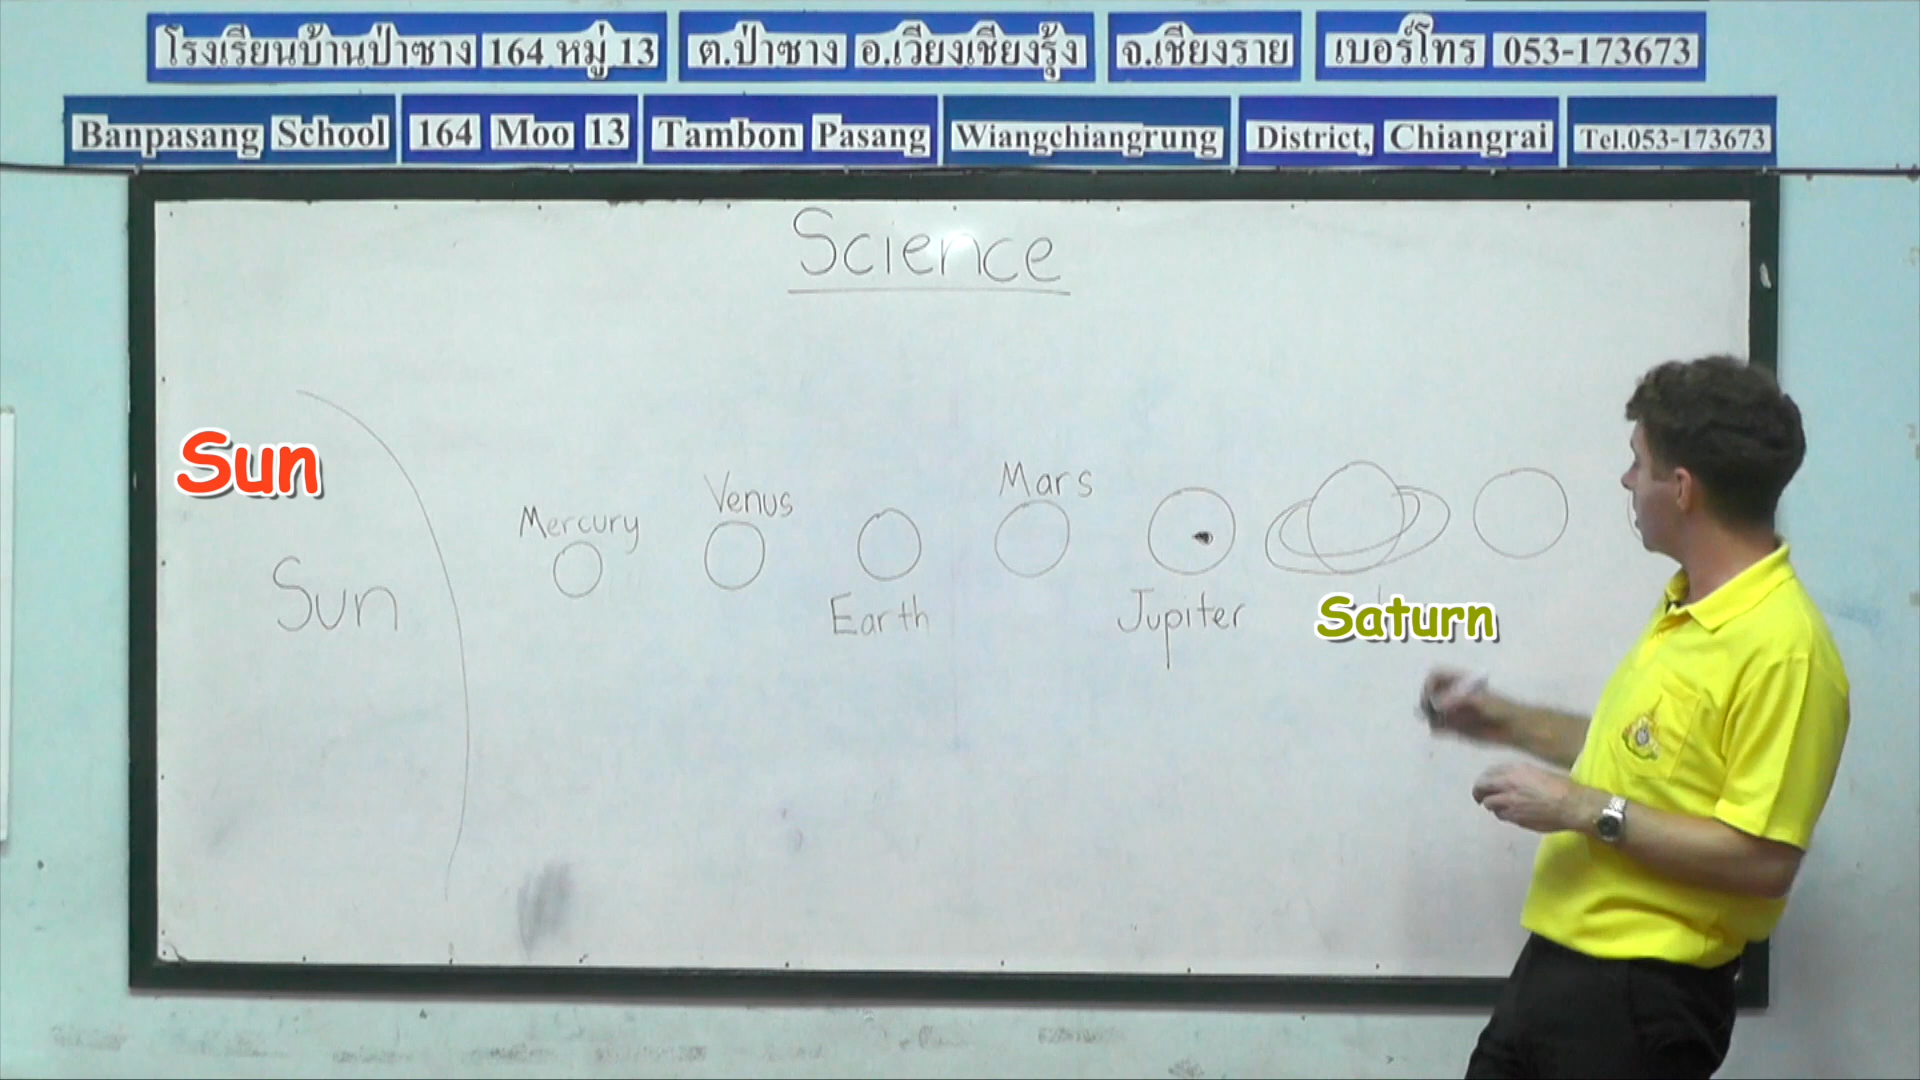 โรงเรียนบ้านป่าซาง 164 หมู่ 13 ต.ป่าซาง อ.เวียงเชียงรุ้ง จ.เชียงราย เบอร์โทร 053-173673
Banpasang School 164 Moo 13 Tambon Pasang Wiangchiangrung District, Chiangrai Tel.053-173673
Science
Sun
Sun
Mercury
Venus
Earth
Mars
Jupiter
Saturn